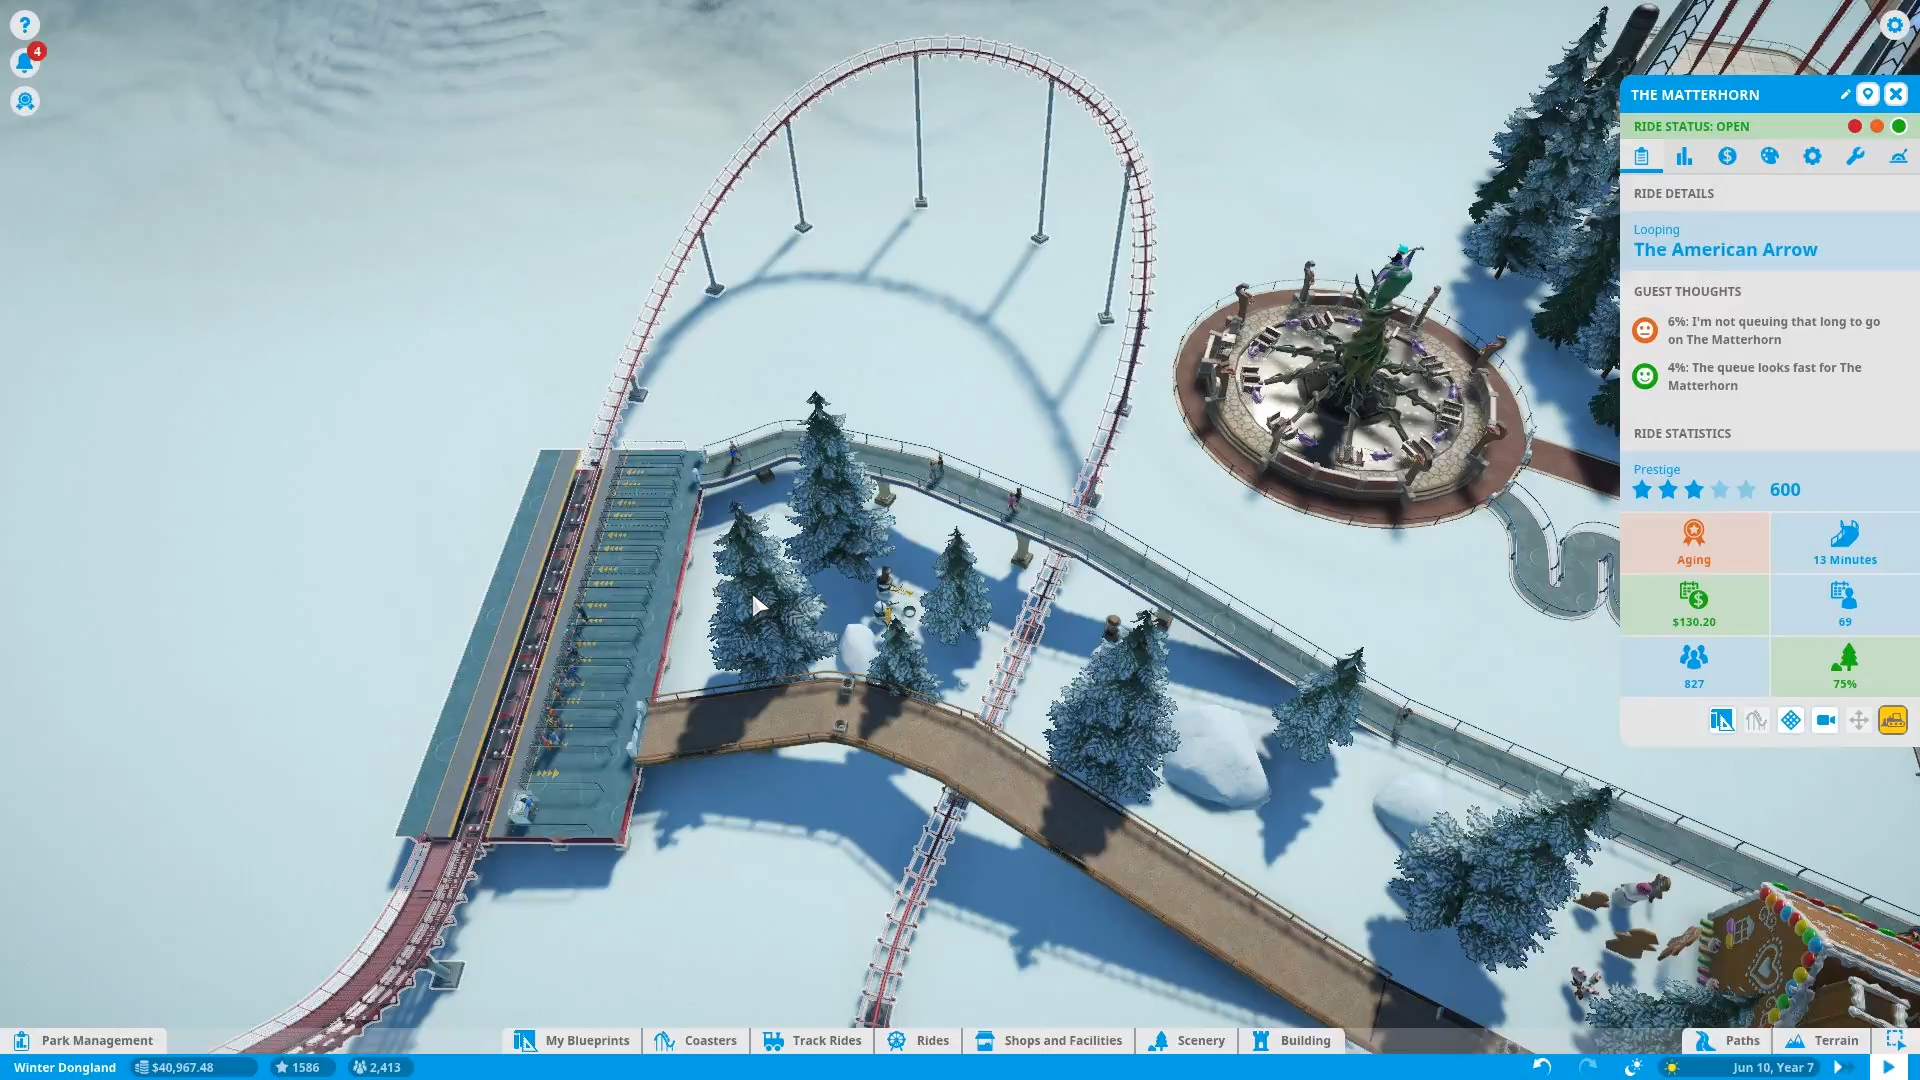 ?
4
THE MATTERHORN
RIDE STATUS: OPEN
RIDE DETAILS
Looping
The American Arrow
GUEST THOUGHTS
6%: I'm not queuing that long to go
on The Matterhorn
4%: The queue looks fast for The
Matterhorn
RIDE STATISTICS
Prestige
600
Aging
13 Minutes
$130.20
69
827
75%
Park Management
My Blueprints
Coasters
Track Rides
Rides
Shops and Facilities
Scenery
Building
Paths
Terrain
Winter Dongland
$40,967.48
1586
2,413
Jun 10, Year 7